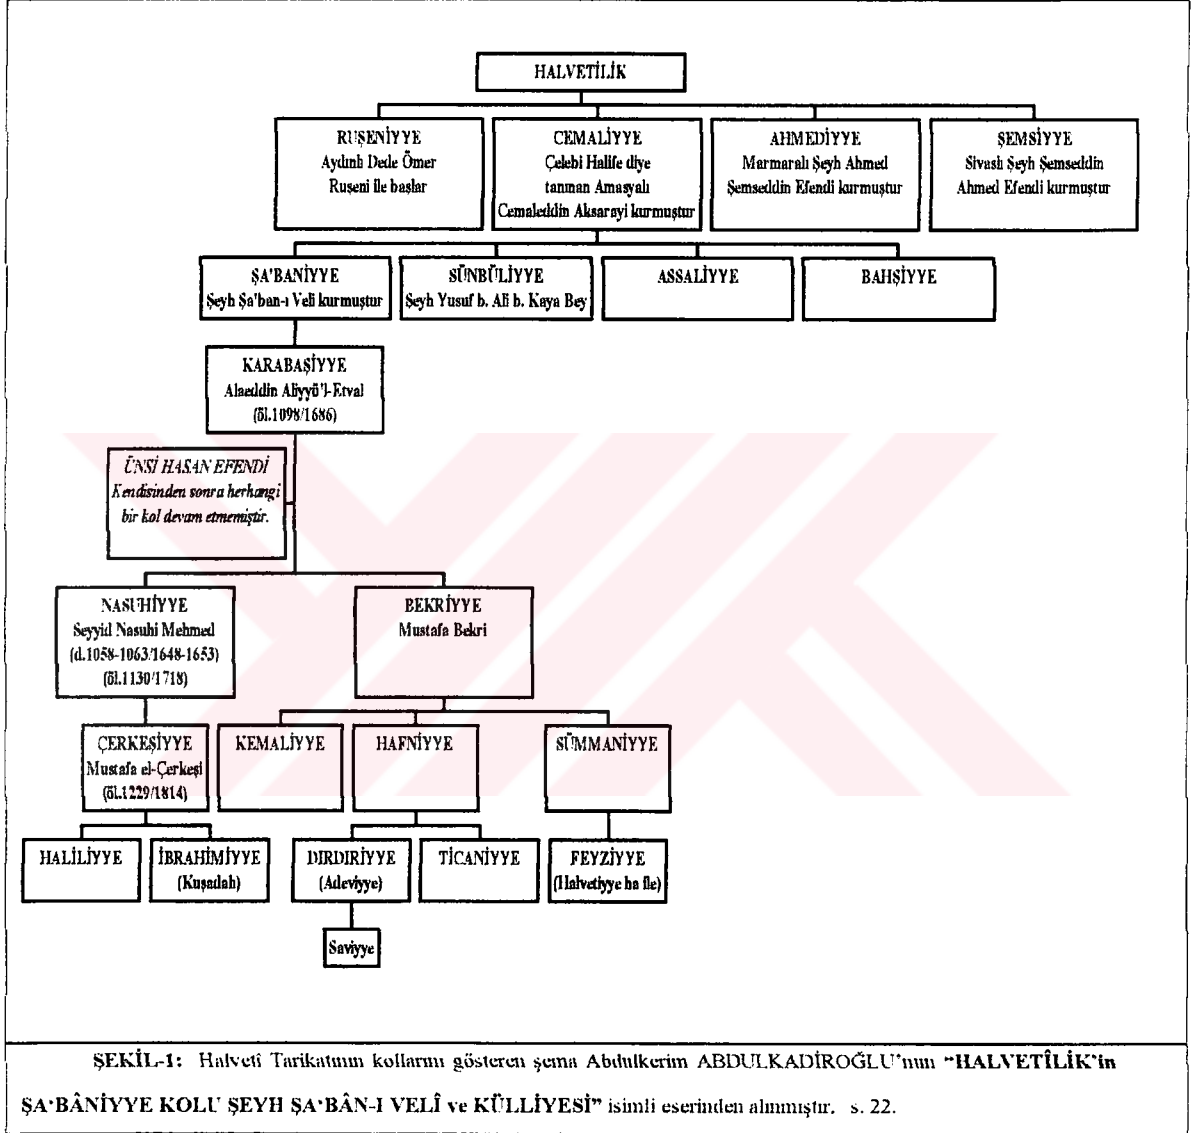 HALVETİLİK
RUŞENİYYE
Aydınlı Dede Ömer
Ruşeni ile başlar
CEMALİYYE
Çelebi Halife diye
tanınan Amasyalı
Cemaleddin Aksarayi kurmuştur
AHMEDİYYE
Marmaralı Şeyh Ahmed
Şemseddin Efendi kurmuştur
ŞEMSİYYE
Sivaslı Şeyh Şemseddin
Ahmed Efendi kurmuştur
ŞA'BANİYYE
Şeyh Şa'ban-ı Veli kurmuştur
SÜNBÜLİYYE
Şeyh Yusuf b. Ali b. Kaya Bey
ASSALİYYE
BAHŞİYYE
KARABAŞİYYE
Alaeddin Aliyyü'l-Etval
(öl.1098/1686)
ÜNSİ HASAN EFENDİ
Kendisinden sonra herhangi
bir kol devam etmemiştir.
NASUHİYYE
Seyyid Nasuhi Mehmed
(d.1058-1063/1648-1653)
(öl.1130/1718)
BEKRİYYE
Mustafa Bekri
ÇERKEŞİYYE
Mustafa el-Çerkeşi
(öl.1229/1814)
KEMALİYYE
HAFNİYYE
SÜMMANİYYE
HALİLİYYE
İBRAHİMİYYE
(Kuşadalı)
DIRDIRİYYE
(Adeviyye)
TİCANİYYE
FEYZİYYE
(Halvetiyye ha ile)
Saviyye
ŞEKİL-1: Halvetî Tarikatının kollarını gösteren şema Abdulkerim ABDULKADİROĞLU'nun "HALVETÎLİK'in
ŞA'BÂNİYYE KOLU ŞEYH ŞA'BÂN-I VELÎ ve KÜLLİYESİ" isimli eserinden alınmıştır. s. 22.